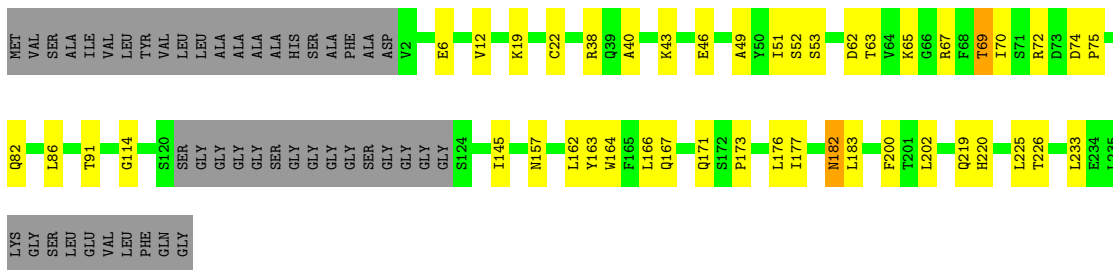 MET VAL SER ALA ILE VAL LEU TYR VAL LEU LEU ALA ALA ALA ALA HIS SER ALA PHE ALA ASP V2 E6 V12 K19 C22 R38 Q39 A40 K43 E46 A49 Y50 I51 S52 S53 D62 T63 V64 K65 G66 R67 F68 T69 I70 S71 R72 D73 D74 P75
Q82 L86 T91 G114 S120 SER GLY GLY GLY GLY SER GLY GLY GLY SER GLY GLY GLY GLY S124 I145 N157 L162 Y163 W164 F165 L166 Q167 Q171 S172 P173 L176 I177 N182 L183 F200 T201 L202 Q219 H220 L225 T226 L233 E234 L235
LYS GLY SER LEU GLU VAL LEU PHE GLN GLY